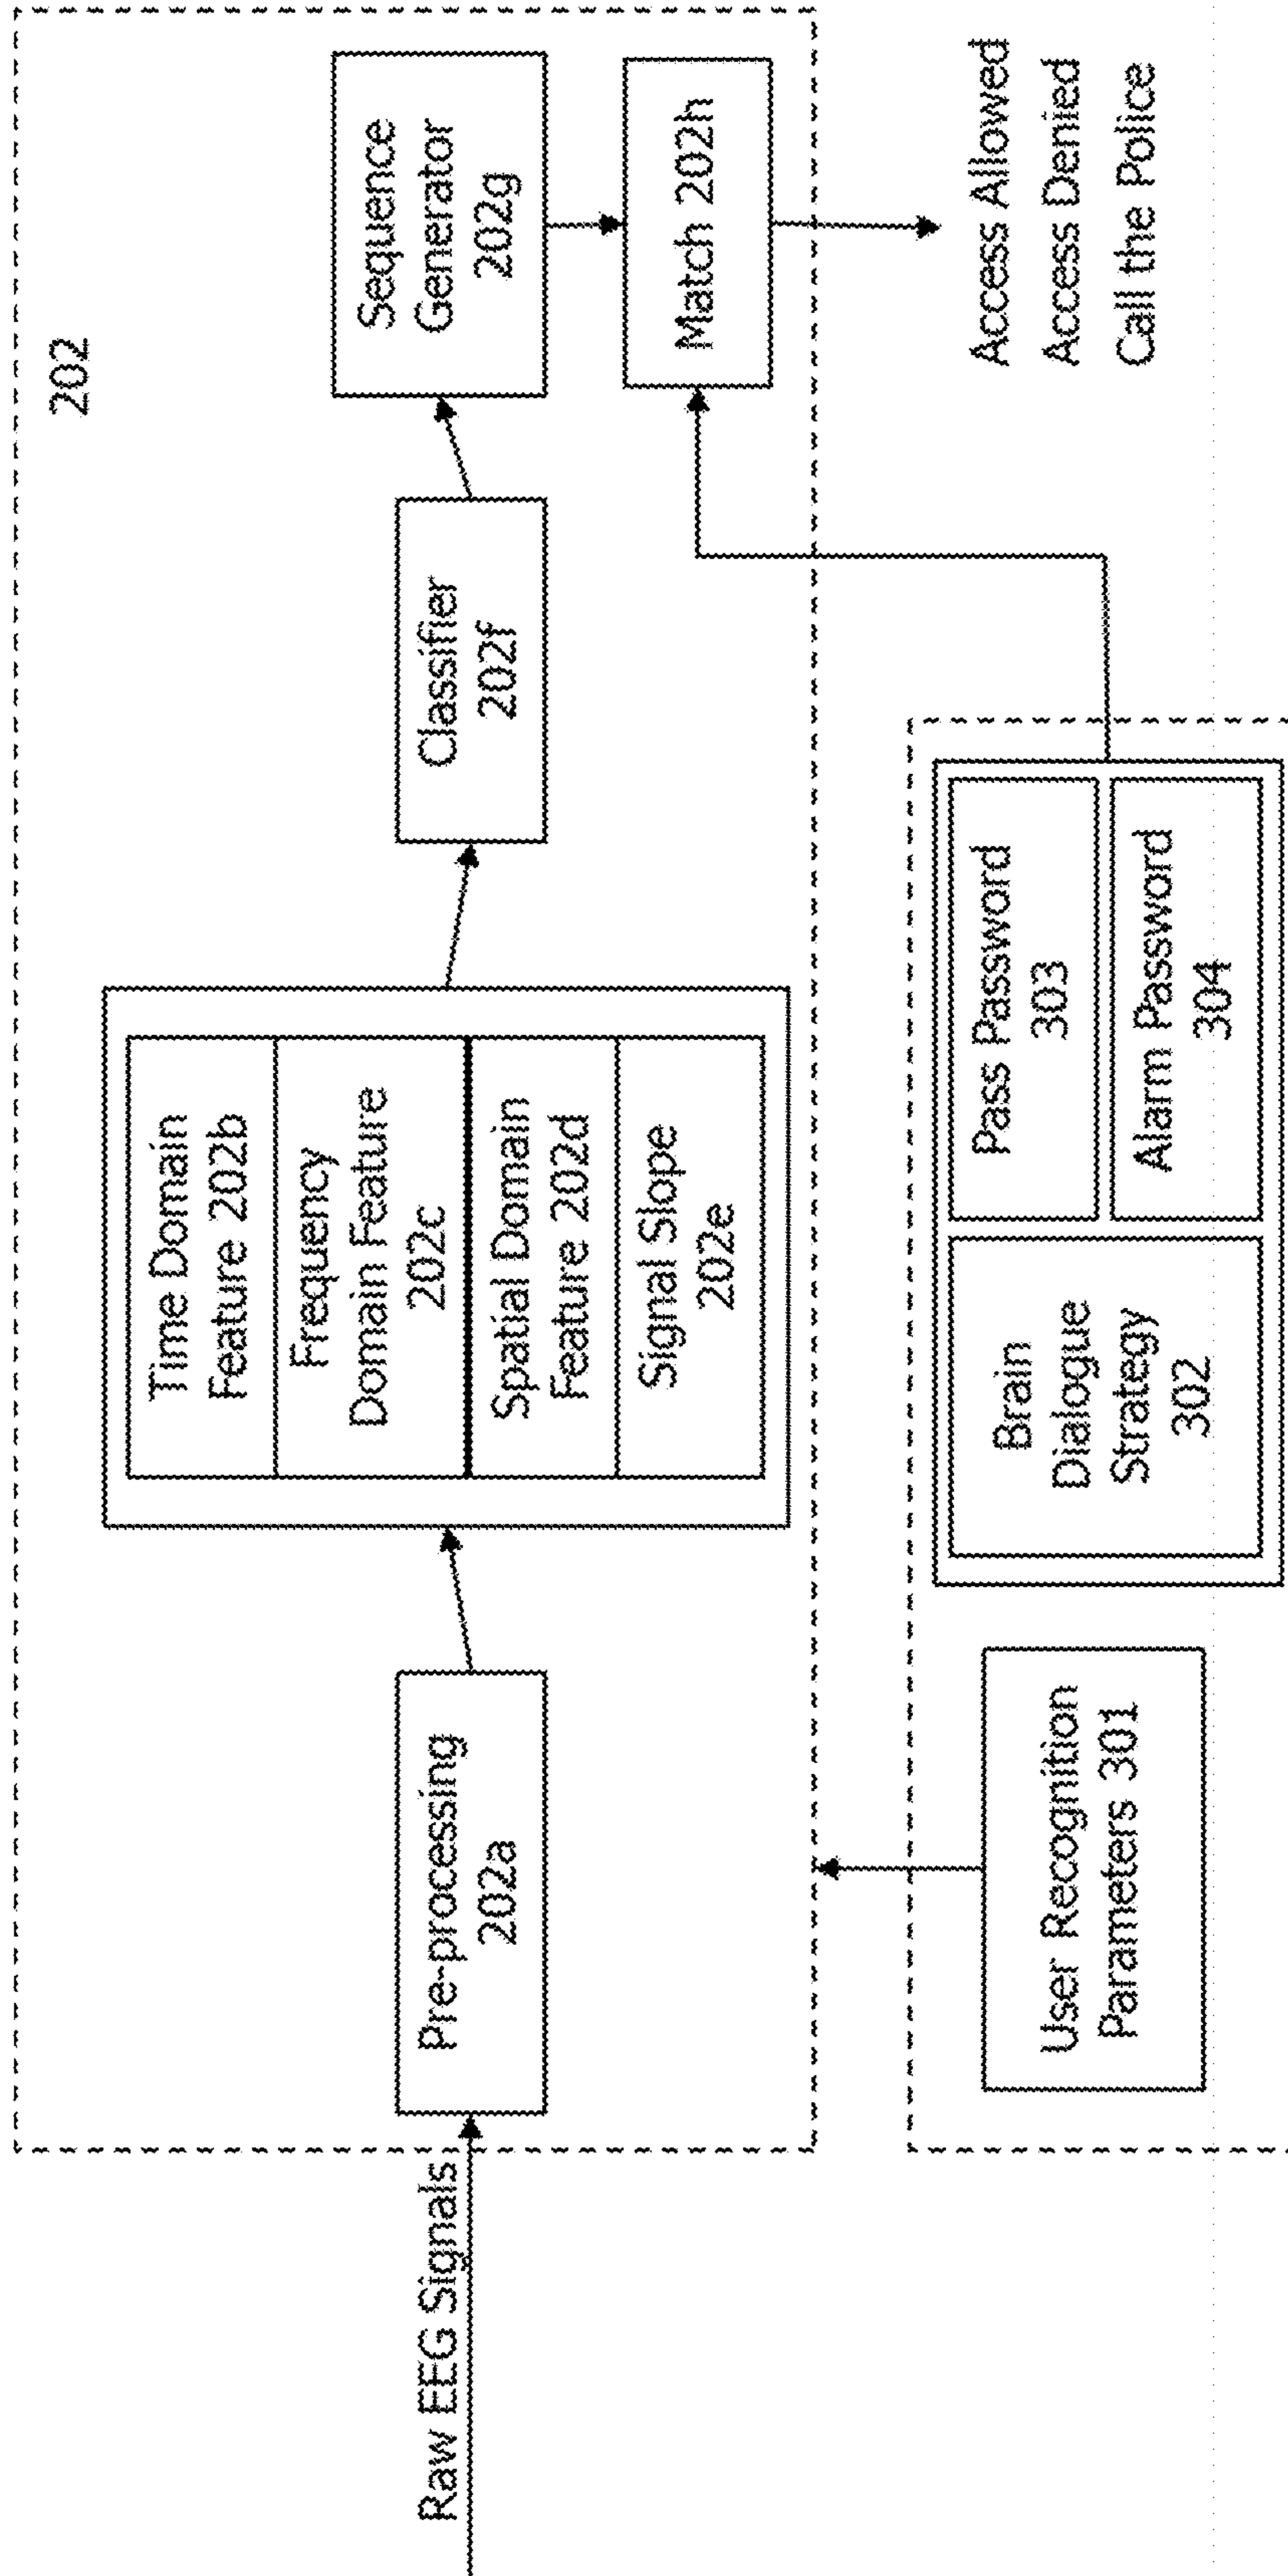 202
Raw EEG Signals
Pre-processing
202a
Time Domain
Feature 202b
Frequency
Domain Feature
202c
Spatial Domain
Feature 202d
Signal Slope
202e
Classifier
202f
Sequence
Generator
202g
Match 202h
User Recognition
Parameters 301
Brain
Dialogue
Strategy
302
Pass Password
303
Alarm Password
304
Access Allowed
Access Denied
Call the Police